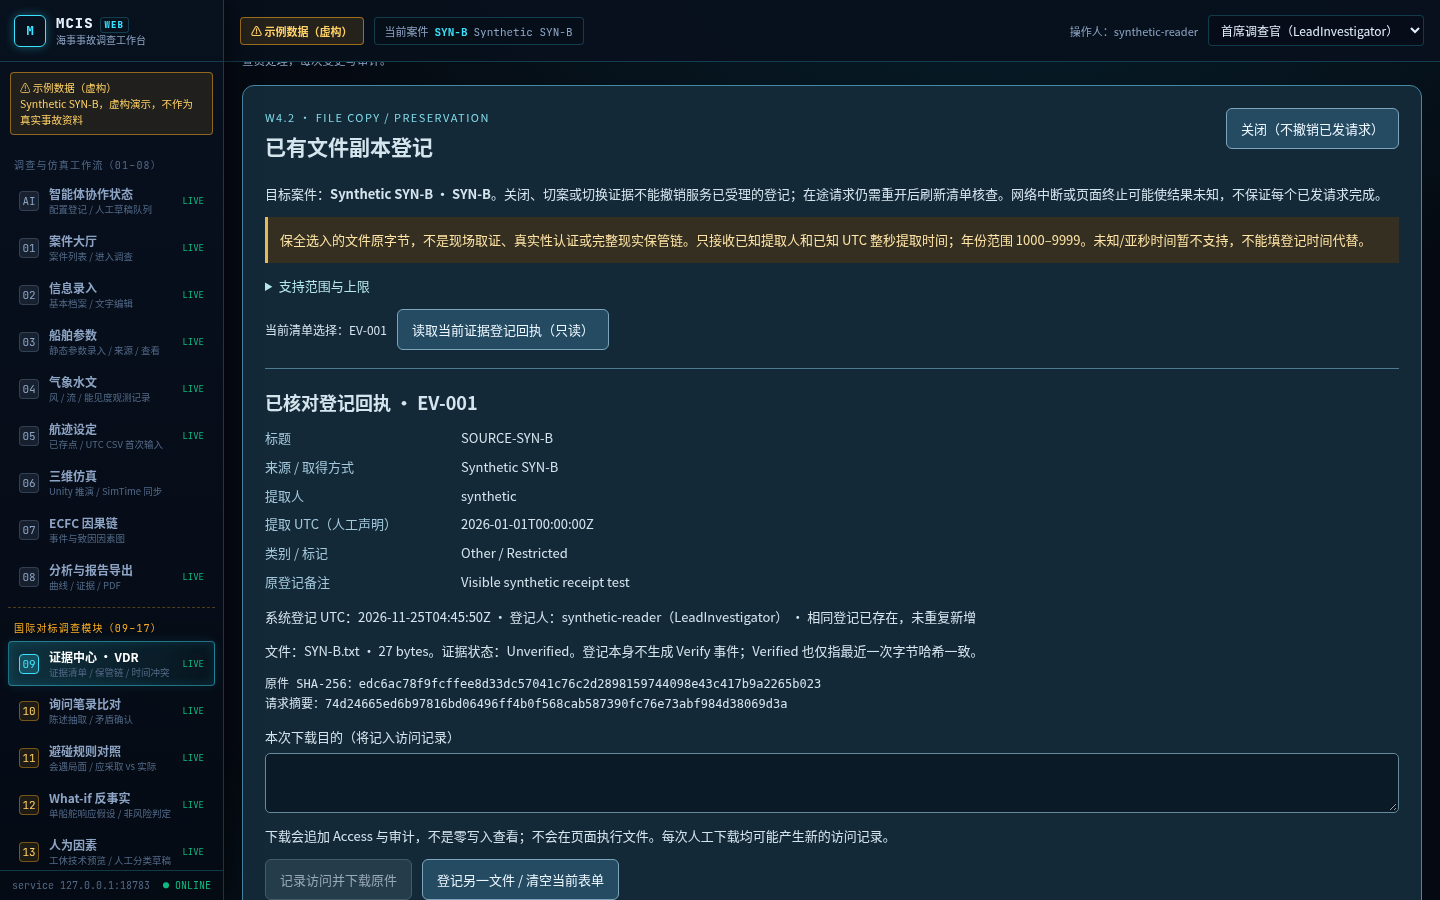 M
MCIS WEB
海事事故调查工作台
⚠ 示例数据（虚构）
Synthetic SYN-B，虚构演示，不作为
真实事故资料
调查与仿真工作流（01-08）
AI 智能体协作状态 LIVE
配置登记 / 人工草稿队列
01 案件大厅 LIVE
案件列表 / 进入调查
02 信息录入 LIVE
基本档案 / 文字编辑
03 船舶参数 LIVE
静态参数录入 / 来源 / 查看
04 气象水文 LIVE
风 / 流 / 能见度观测记录
05 航迹设定 LIVE
已存点 / UTC CSV 首次输入
06 三维仿真
Unity 推演 / SimTime 同步
07 ECFC 因果链
事件与致因因素图
08 分析与报告导出 LIVE
曲线 / 证据 / PDF
国际对标调查模块（09-17）
09 证据中心 · VDR LIVE
证据清单 / 保管链 / 时间冲突
10 询问笔录比对 LIVE
陈述抽取 / 矛盾确认
11 避碰规则对照 LIVE
会遇局面 / 应采取 vs 实际
12 What-if 反事实 LIVE
单船舵响应假设 / 非风险判定
13 人为因素 LIVE
工休技术预览 / 人工分类草稿
service 127.0.0.1:18783 ● ONLINE
⚠ 示例数据（虚构）
当前案件 SYN-B Synthetic SYN-B
操作人：synthetic-reader
首席调查官（LeadInvestigator）
W4.2 · FILE COPY / PRESERVATION
已有文件副本登记
关闭（不撤销已发请求）
目标案件：Synthetic SYN-B · SYN-B。关闭、切案或切换证据不能撤销服务已受理的登记；在途请求仍需重开后刷新清单核查。网络中断或页面终止可能使结果未知，不保证每个已发请求完成。
保全选入的文件原字节，不是现场取证、真实性认证或完整现实保管链。只接收已知提取人和已知 UTC 整秒提取时间；年份范围 1000–9999。未知/亚秒时间暂不支持，不能填登记时间代替。
▶ 支持范围与上限
当前清单选择：EV-001
读取当前证据登记回执（只读）
已核对登记回执 · EV-001
标题 SOURCE-SYN-B
来源 / 取得方式 Synthetic SYN-B
提取人 synthetic
提取 UTC（人工声明） 2026-01-01T00:00:00Z
类别 / 标记 Other / Restricted
原登记备注 Visible synthetic receipt test
系统登记 UTC：2026-11-25T04:45:50Z · 登记人：synthetic-reader（LeadInvestigator） · 相同登记已存在，未重复新增
文件：SYN-B.txt · 27 bytes。证据状态：Unverified。登记本身不生成 Verify 事件；Verified 也仅指最近一次字节哈希一致。
原件 SHA-256：edc6ac78f9fcffee8d33dc57041c76c2d2898159744098e43c417b9a2265b023
请求摘要：74d24665ed6b97816bd06496ff4b0f568cab587390fc76e73abf984d38069d3a
本次下载目的（将记入访问记录）
下载会追加 Access 与审计，不是零写入查看；不会在页面执行文件。每次人工下载均可能产生新的访问记录。
记录访问并下载原件
登记另一文件 / 清空当前表单